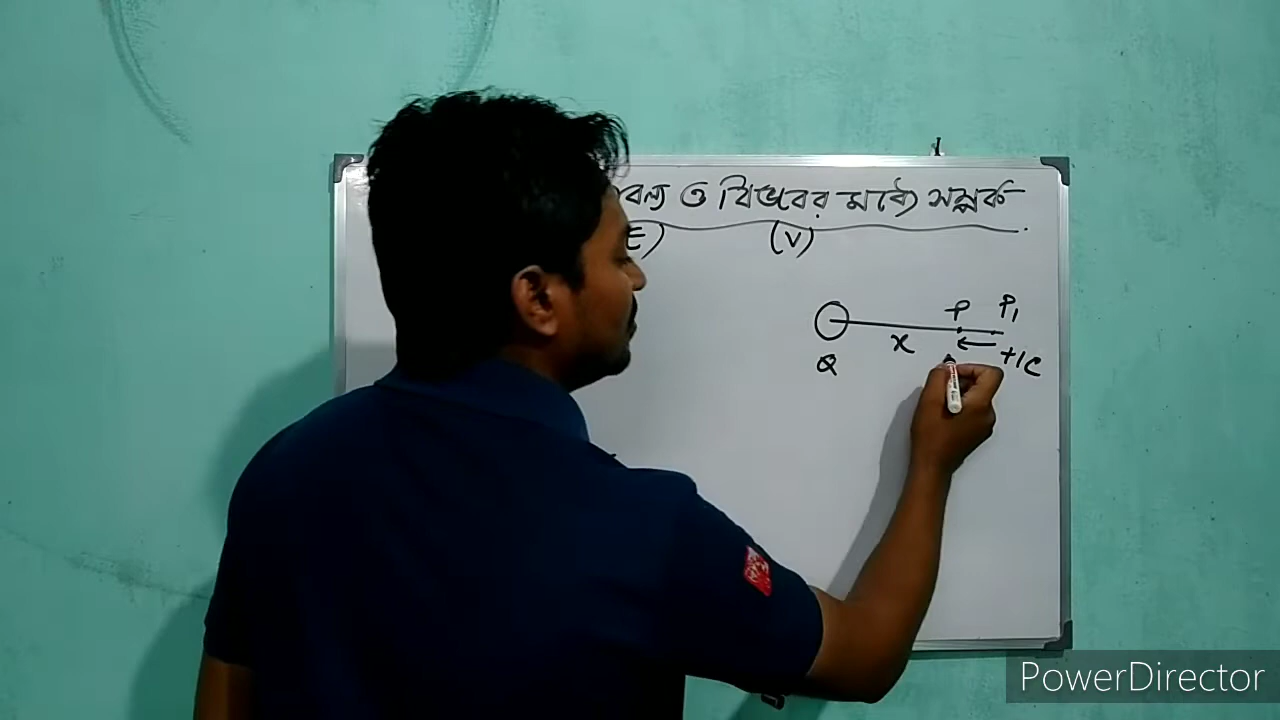 ও বিভবের মধ্যে সম্পর্ক
(V)
P P₁
x
Q +1C
PowerDirector